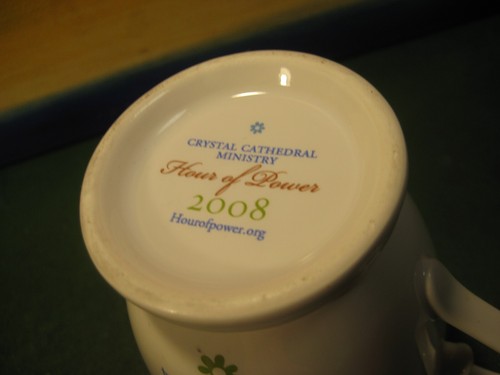 CRYSTAL CATHEDRAL
MINISTRY
Hour of Power
2008
Hourofpower.org